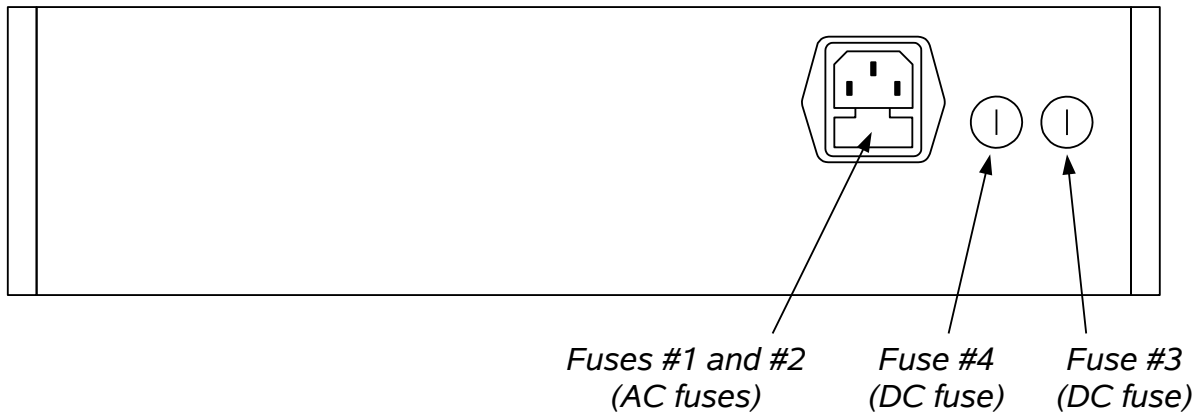 Fuses #1 and #2
(AC fuses)
Fuse #4
(DC fuse)
Fuse #3
(DC fuse)